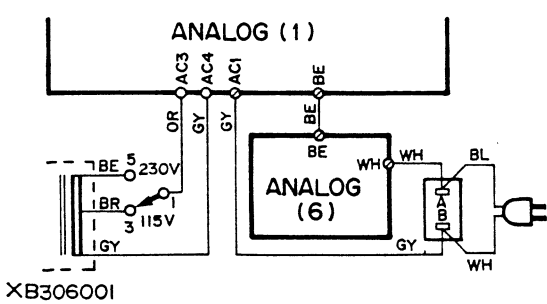 ANALOG (1)
AC3
AC4
AC1
BE
OR
GY
GY
BE
BE
BE
5
230V
BR
3
115V
1
GY
WH
WH
ANALOG
(6)
BL
A
B
GY
WH
XB306001